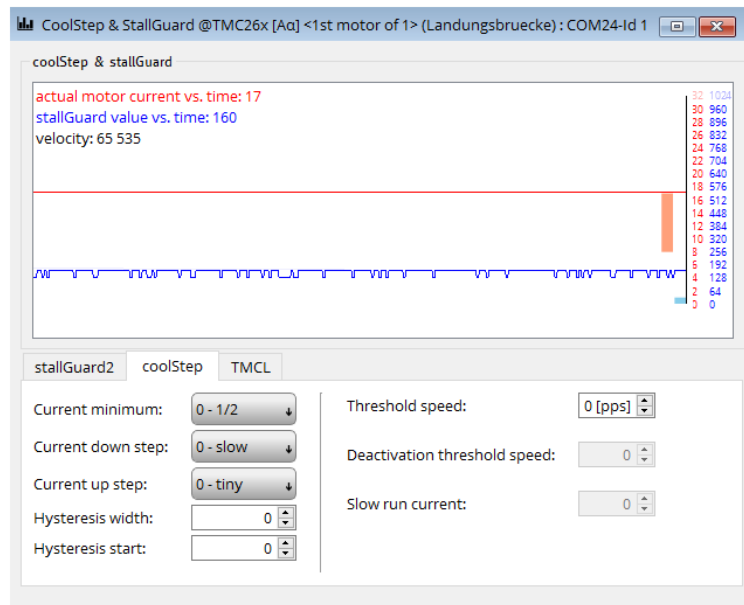 CoolStep & StallGuard @TMC26x [Aα] <1st motor of 1> (Landungsbruecke) : COM24-Id 1
coolStep & stallGuard
actual motor current vs. time: 17
stallGuard value vs. time: 160
velocity: 65 535
32 1024
30 960
28 896
26 832
24 768
22 704
20 640
18 576
16 512
14 448
12 384
10 320
8 256
6 192
4 128
2 64
0 0
stallGuard2 coolStep TMCL
Current minimum: 0 - 1/2
Current down step: 0 - slow
Current up step: 0 - tiny
Hysteresis width: 0
Hysteresis start: 0
Threshold speed: 0 [pps]
Deactivation threshold speed: 0
Slow run current: 0